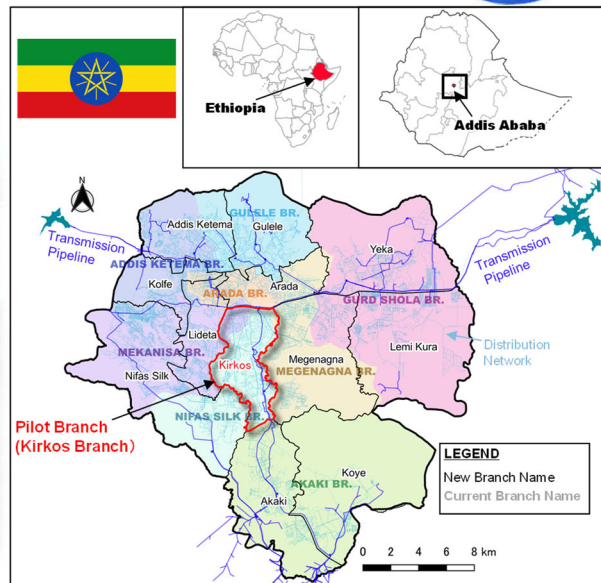 Ethiopia
Addis Ababa
N
Transmission
Pipeline
Addis Ketema
GULELE BR.
Gulele
Yeka
Transmission
Pipeline
ADDIS KETEMA BR.
Kolfe
ARADA BR.
Arada
GURD SHOLA BR.
Lideta
MEKANISA BR.
Nifas Silk
Kirkos
Megenagna
MEGENAGNA BR.
Lemi Kura
Distribution
Network
Pilot Branch
(Kirkos Branch)
NIFAS SILK BR.
Koye
AKAKI BR.
Akaki
LEGEND
New Branch Name
Current Branch Name
0 2 4 6 8 km